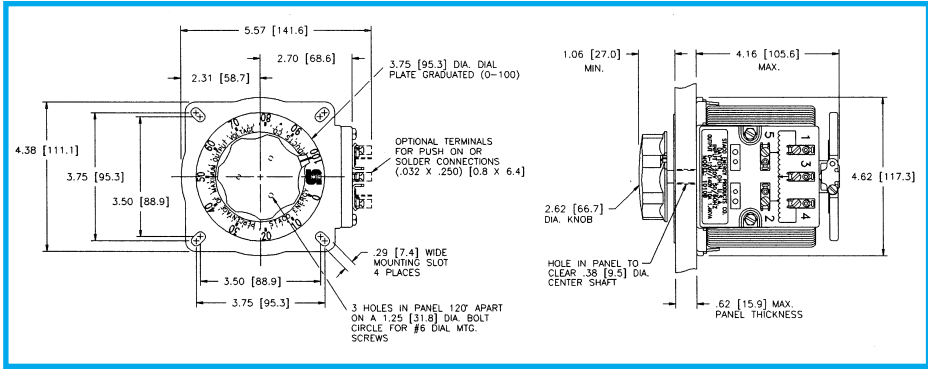 5.57 [141.6]
2.70 [68.6]
2.31 [58.7]
3.75 [95.3] DIA. DIAL
PLATE GRADUATED (0-100)
4.38 [111.1]
3.75 [95.3]
3.50 [88.9]
OPTIONAL TERMINALS
FOR PUSH ON OR
SOLDER CONNECTIONS
(.032 X .250) [0.8 X 6.4]
0
10
20
30
50
60
70
80
90
100
.29 [7.4] WIDE
MOUNTING SLOT
4 PLACES
3.50 [88.9]
3.75 [95.3]
3 HOLES IN PANEL 120° APART
ON A 1.25 [31.8] DIA. BOLT
CIRCLE FOR #6 DIAL MTG.
SCREWS
1.06 [27.0]
MIN.
4.16 [105.6]
MAX.
1
5
3
2
4
STACO ENERGY PRODUCTS CO.
4.62 [117.3]
2.62 [66.7]
DIA. KNOB
HOLE IN PANEL TO
CLEAR .38 [9.5] DIA.
CENTER SHAFT
.62 [15.9] MAX.
PANEL THICKNESS